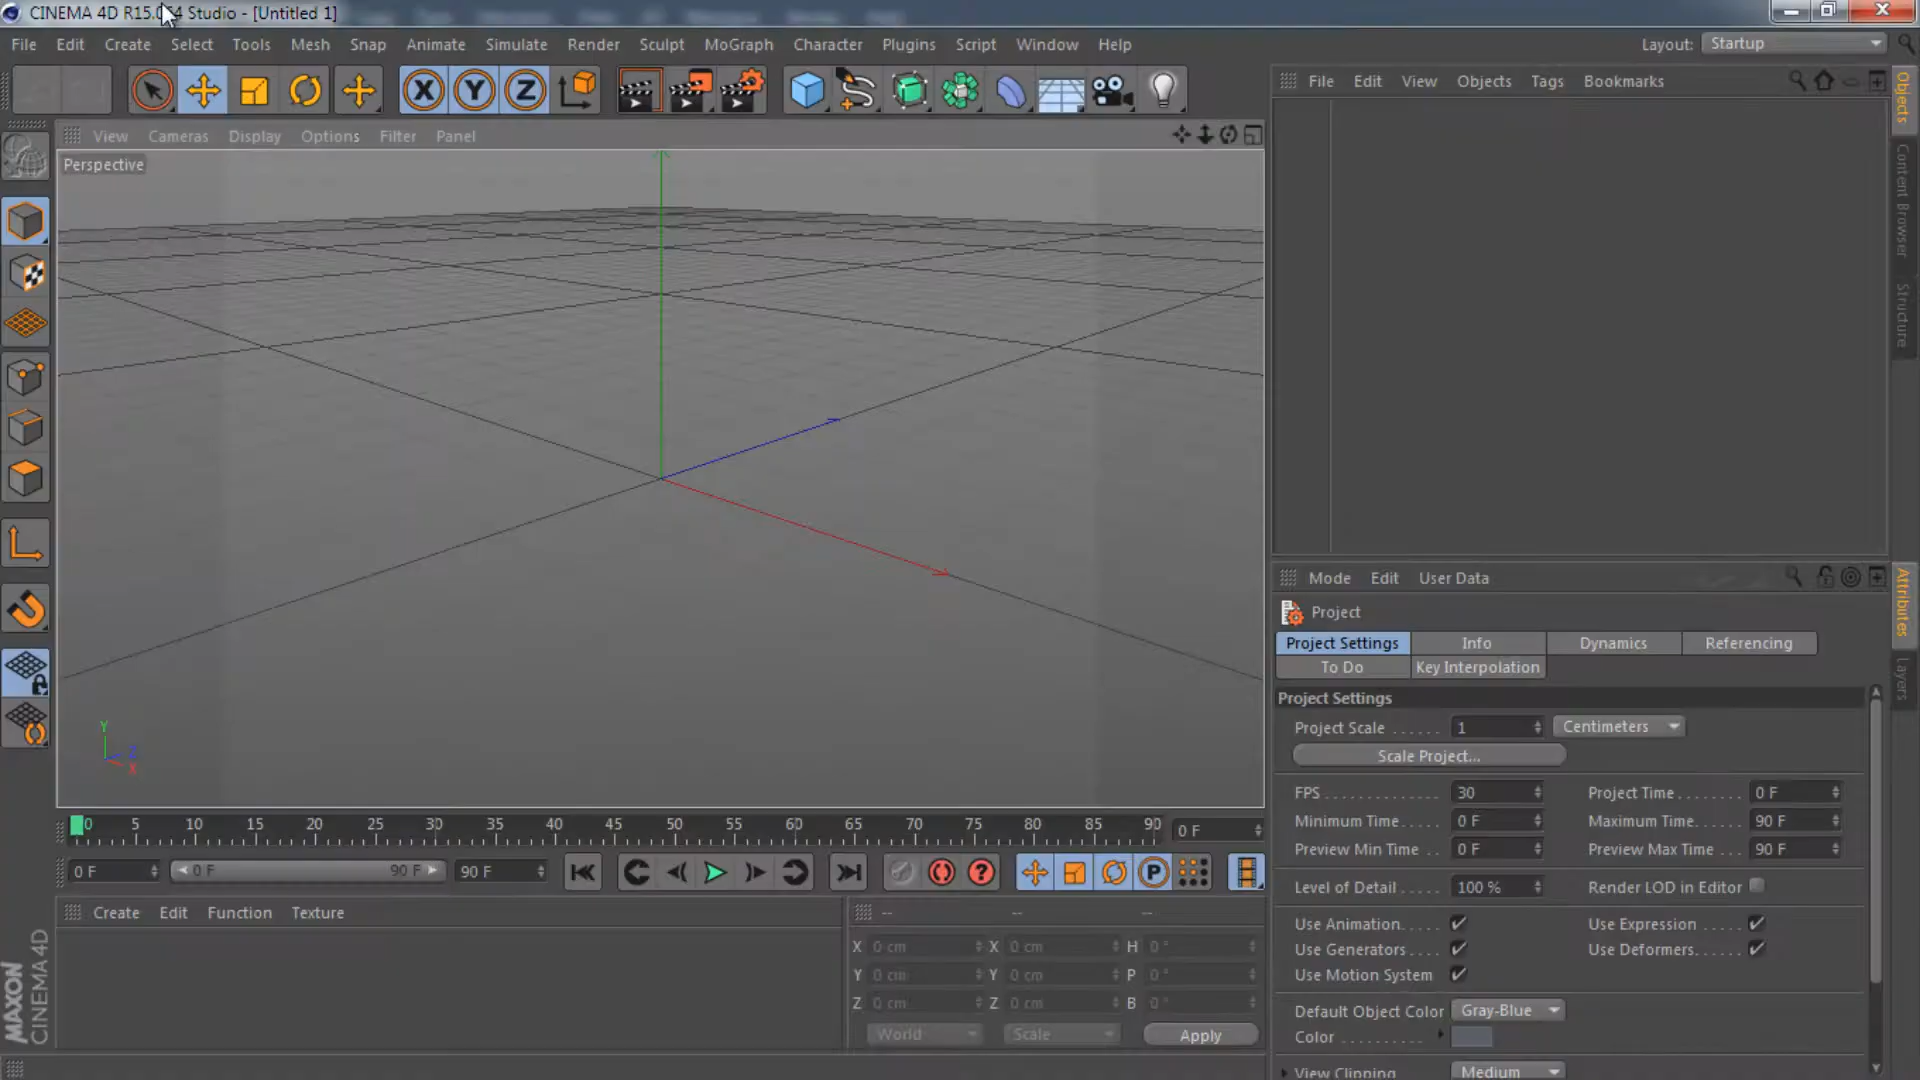 CINEMA 4D R15.064 Studio - [Untitled 1]
File Edit Create Select Tools Mesh Snap Animate Simulate Render Sculpt MoGraph Character Plugins Script Window Help Layout: Startup
X Y Z
File Edit View Objects Tags Bookmarks
View Cameras Display Options Filter Panel
Perspective
Objects
Content Browser
Structure
Mode Edit User Data
Project
Project Settings Info Dynamics Referencing
To Do Key Interpolation
Attributes
Layers
Project Settings
Project Scale 1 Centimeters
Scale Project...
FPS 30 Project Time 0 F
Minimum Time 0 F Maximum Time 90 F
Preview Min Time 0 F Preview Max Time 90 F
Level of Detail 100 % Render LOD in Editor
Use Animation Use Expression
Use Generators Use Deformers
Use Motion System
Default Object Color Gray-Blue
Color
View Clipping Medium
Y
Z
X
0 5 10 15 20 25 30 35 40 45 50 55 60 65 70 75 80 85 90 0 F
0 F 0 F 90 F 90 F P
Create Edit Function Texture
-- -- --
X 0 cm X 0 cm H 0 °
Y 0 cm Y 0 cm P 0 °
Z 0 cm Z 0 cm B 0 °
World Scale Apply
MAXON
CINEMA 4D